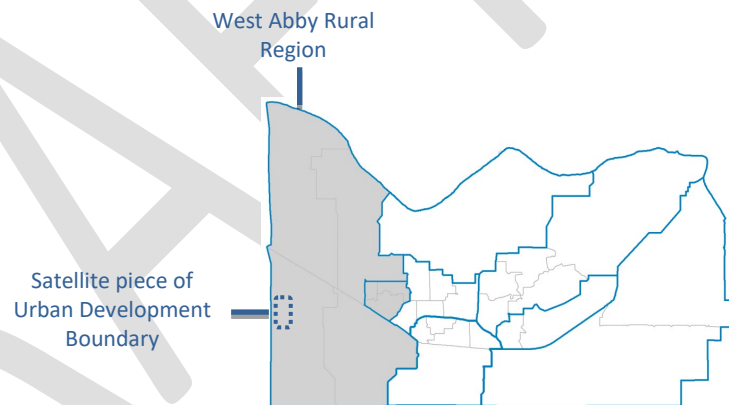 West Abby Rural
Region
Satellite piece of
Urban Development
Boundary